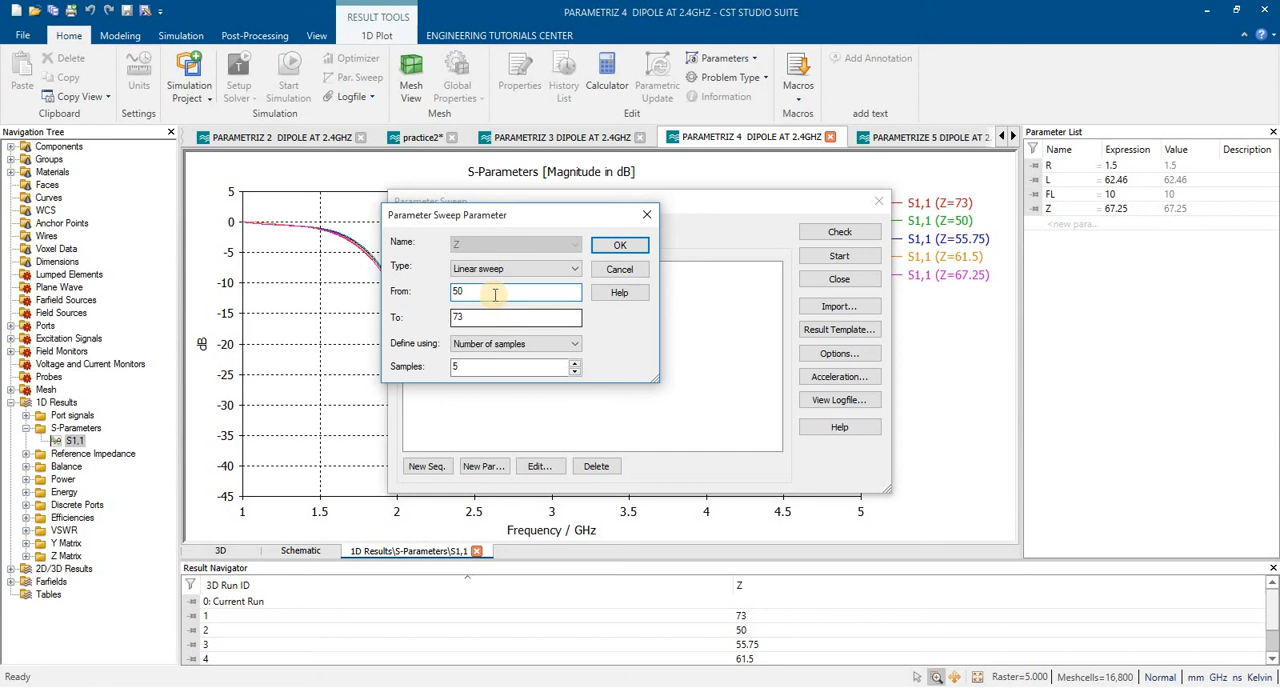 PARAMETRIZ 4 DIPOLE AT 2.4GHZ - CST STUDIO SUITE
RESULT TOOLS
File Home Modeling Simulation Post-Processing View 1D Plot ENGINEERING TUTORIALS CENTER
Paste
Delete
Copy
Copy View
Clipboard
Units
Settings
Simulation Project
Setup Solver
Start Simulation
Optimizer
Par. Sweep
Logfile
Simulation
Mesh View
Global Properties
Mesh
Properties
History List
Calculator
Parametric Update
Parameters
Problem Type
Information
Edit
Macros
Macros
Add Annotation
add text
Navigation Tree
Components
Groups
Materials
Faces
Curves
WCS
Anchor Points
Wires
Voxel Data
Dimensions
Lumped Elements
Plane Wave
Farfield Sources
Field Sources
Ports
Excitation Signals
Field Monitors
Voltage and Current Monitors
Probes
Mesh
1D Results
Port signals
S-Parameters
S1,1
Reference Impedance
Balance
Power
Energy
Discrete Ports
Efficiencies
VSWR
Y Matrix
Z Matrix
2D/3D Results
Farfields
Tables
PARAMETRIZ 2 DIPOLE AT 2.4GHZ
practice2*
PARAMETRIZ 3 DIPOLE AT 2.4GHZ
PARAMETRIZ 4 DIPOLE AT 2.4GHZ
PARAMETRIZE 5 DIPOLE AT 2.
S-Parameters [Magnitude in dB]
5
0
-5
-10
-15
-20
-25
-30
-35
-40
-45
dB
1 1.5 2 2.5 3 3.5 4 4.5 5
Frequency / GHz
S1,1 (Z=73)
S1,1 (Z=50)
S1,1 (Z=55.75)
S1,1 (Z=61.5)
S1,1 (Z=67.25)
Parameter Sweep
Check
Start
Close
Import...
Result Template...
Options...
Acceleration...
View Logfile...
Help
New Seq. New Par... Edit... Delete
Parameter Sweep Parameter
Name: Z OK
Type: Linear sweep Cancel
From: 50 Help
To: 73
Define using: Number of samples
Samples: 5
3D Schematic 1D Results\S-Parameters\S1,1
Parameter List
Name Expression Value Description
R = 1.5 1.5
L = 62.46 62.46
FL = 10 10
Z = 67.25 67.25
<new para...
Result Navigator
3D Run ID Z
0: Current Run
1 73
2 50
3 55.75
4 61.5
Ready
Raster=5.000 Meshcells=16,800 Normal mm GHz ns Kelvin